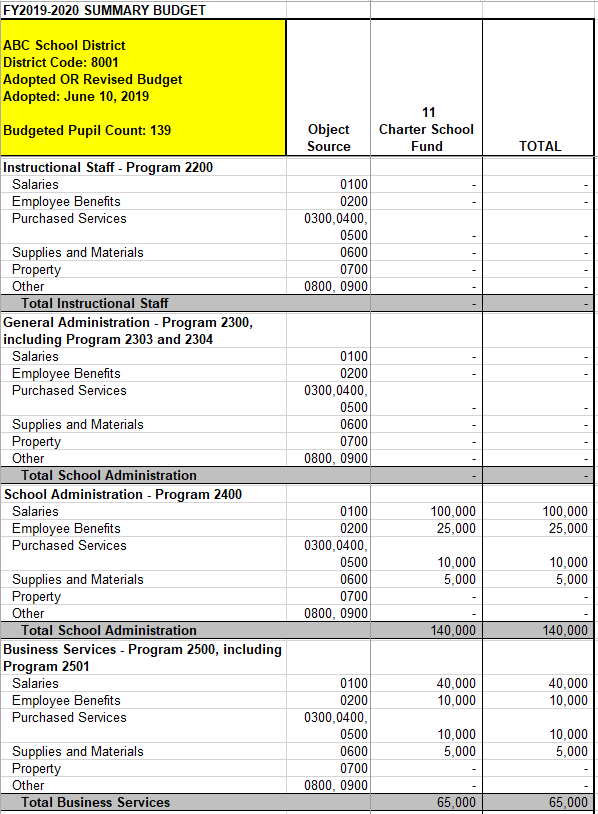 FY2019-2020 SUMMARY BUDGET
ABC School District
District Code: 8001
Adopted OR Revised Budget
Adopted: June 10, 2019
Budgeted Pupil Count: 139
Object
Source
11
Charter School
Fund
TOTAL
Instructional Staff - Program 2200
Salaries 0100 - -
Employee Benefits 0200 - -
Purchased Services 0300,0400,
0500 - -
Supplies and Materials 0600 - -
Property 0700 - -
Other 0800, 0900 - -
Total Instructional Staff - -
General Administration - Program 2300,
including Program 2303 and 2304
Salaries 0100 - -
Employee Benefits 0200 - -
Purchased Services 0300,0400,
0500 - -
Supplies and Materials 0600 - -
Property 0700 - -
Other 0800, 0900 - -
Total School Administration - -
School Administration - Program 2400
Salaries 0100 100,000 100,000
Employee Benefits 0200 25,000 25,000
Purchased Services 0300,0400,
0500 10,000 10,000
Supplies and Materials 0600 5,000 5,000
Property 0700 - -
Other 0800, 0900 - -
Total School Administration 140,000 140,000
Business Services - Program 2500, including
Program 2501
Salaries 0100 40,000 40,000
Employee Benefits 0200 10,000 10,000
Purchased Services 0300,0400,
0500 10,000 10,000
Supplies and Materials 0600 5,000 5,000
Property 0700 - -
Other 0800, 0900 - -
Total Business Services 65,000 65,000